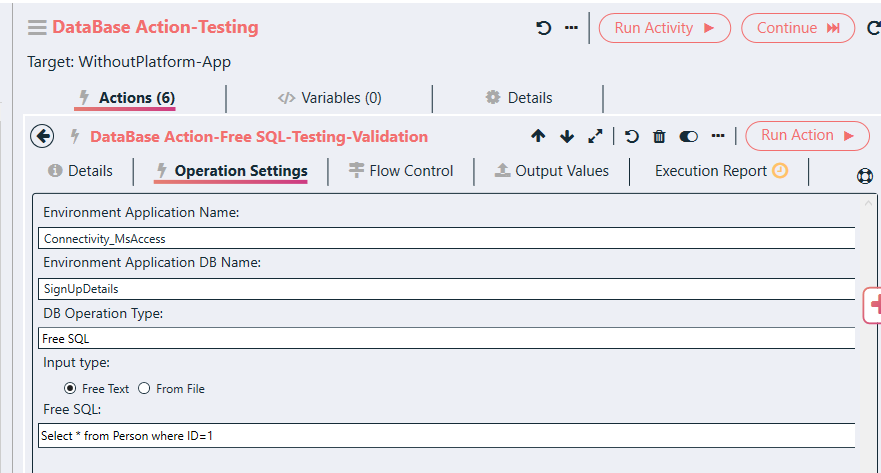 DataBase Action-Testing
Run Activity
Continue
Target: WithoutPlatform-App
Actions (6)
</> Variables (0)
Details
DataBase Action-Free SQL-Testing-Validation
Run Action
Details
Operation Settings
Flow Control
Output Values
Execution Report
Environment Application Name:
Connectivity_MsAccess
Environment Application DB Name:
SignUpDetails
DB Operation Type:
Free SQL
Input type:
Free Text
From File
Free SQL:
Select * from Person where ID=1